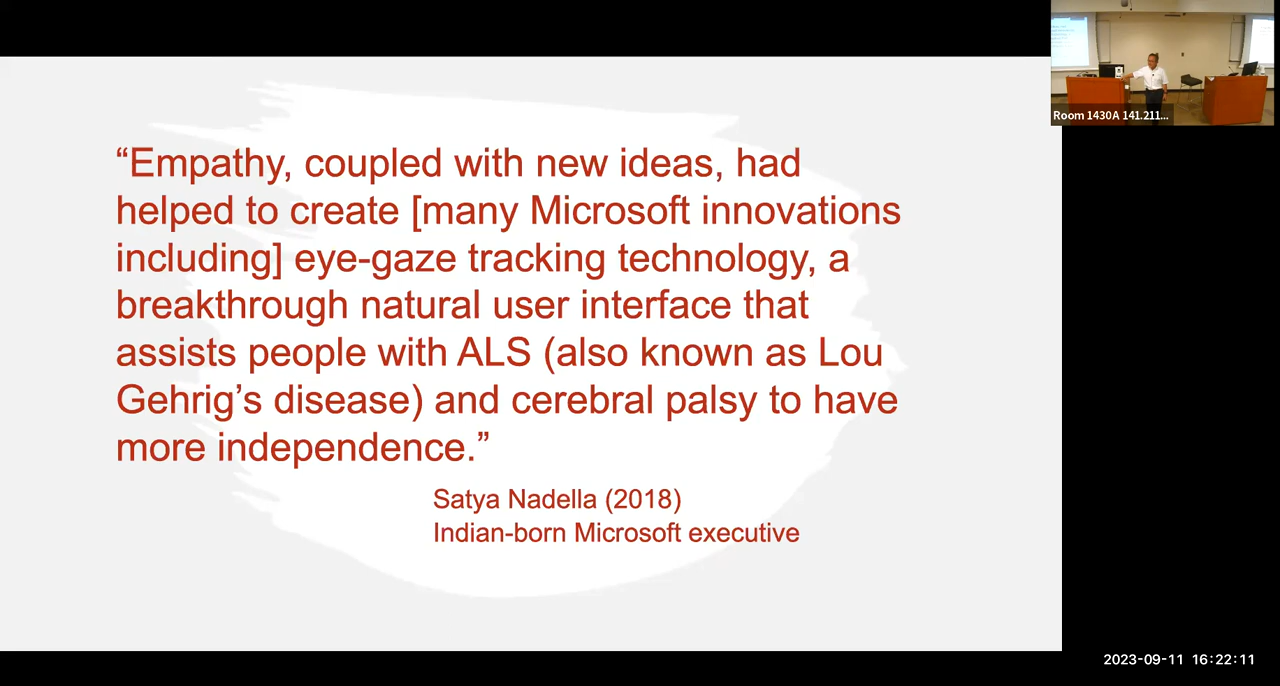 “Empathy, coupled with new ideas, had
helped to create [many Microsoft innovations
including] eye-gaze tracking technology, a
breakthrough natural user interface that
assists people with ALS (also known as Lou
Gehrig’s disease) and cerebral palsy to have
more independence.”
Satya Nadella (2018)
Indian-born Microsoft executive
Room 1430A 141.211...
2023-09-11 16:22:11